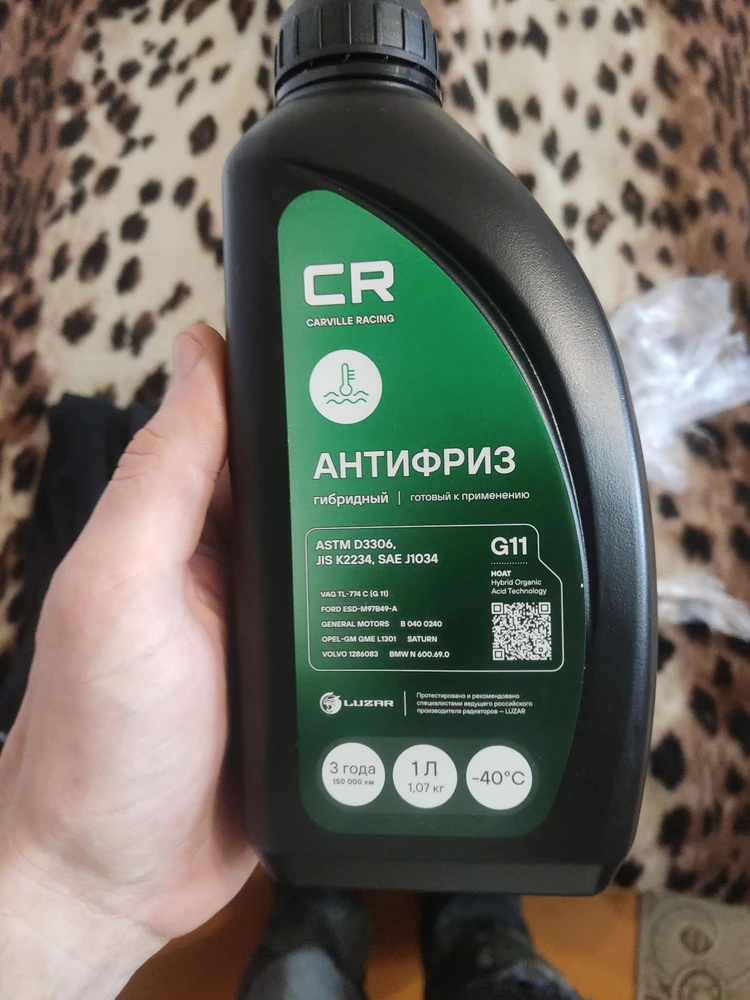 CR
CARVILLE RACING
АНТИФРИЗ
гибридный | готовый к применению
ASTM D3306,
JIS K2234, SAE J1034
G11
HOAT
Hybrid Organic
Acid Technology
VAG TL-774 C (G 11)
FORD ESD-M97B49-A
GENERAL MOTORS B 040 0240
OPEL-GM GME L1301 SATURN
VOLVO 1286083 BMW N 600.69.0
LUZAR
Протестировано и рекомендовано
специалистами ведущего российского
производителя радиаторов – LUZAR
3 года
150 000 км
1 Л
1,07 кг
-40°C